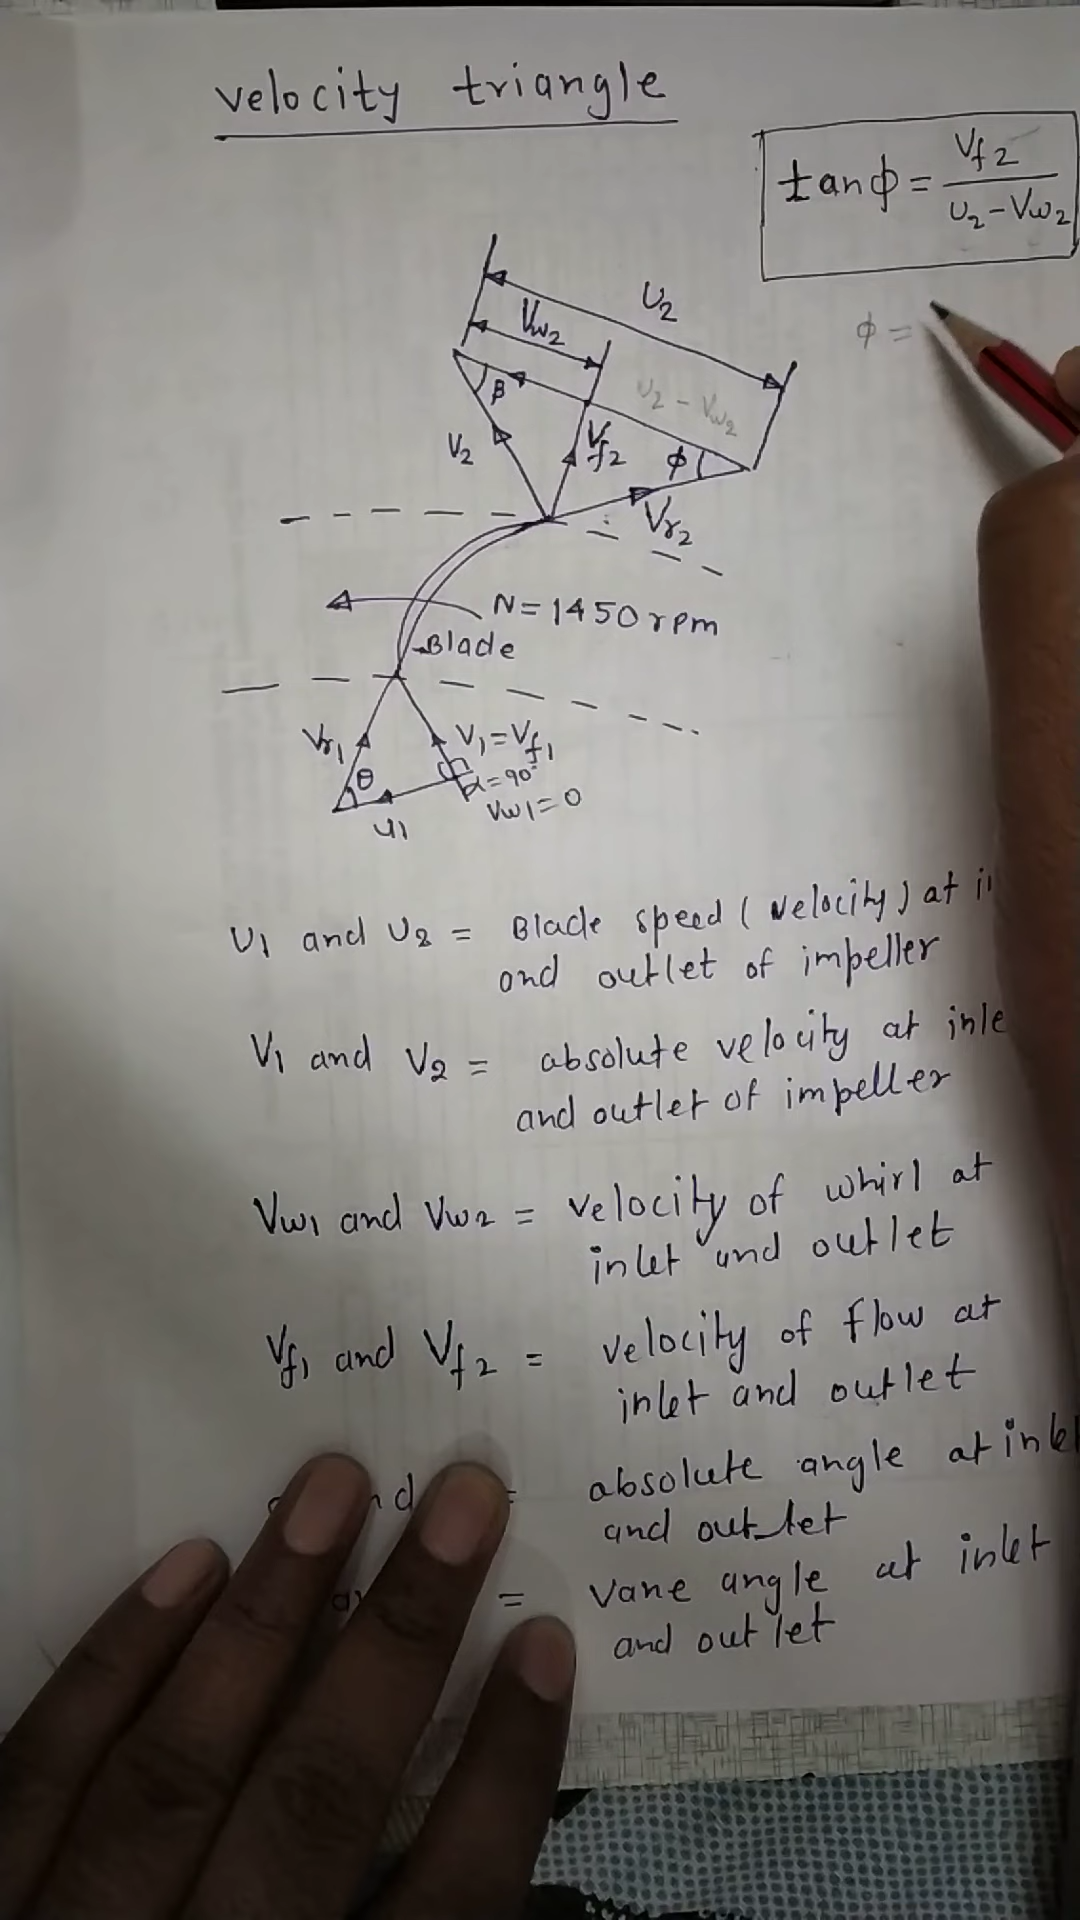 velocity triangle
tanϕ = Vf2 / U2 - Vw2
ϕ =
U2
Vw2
β
U2 - Vw2
V2
Vf2
ϕ
Vr2
N = 1450 rpm
Blade
Vr1
V1 = Vf1
θ
α = 90°
Vw1 = 0
u1
U1 and U2 = Blade speed (velocity) at
and outlet of impeller
V1 and V2 = absolute velocity at inle
and outlet of impeller
Vw1 and Vw2 = velocity of whirl at
inlet and outlet
Vf1 and Vf2 = velocity of flow at
inlet and outlet
= absolute angle at inle
and outlet
= vane angle at inlet
and outlet